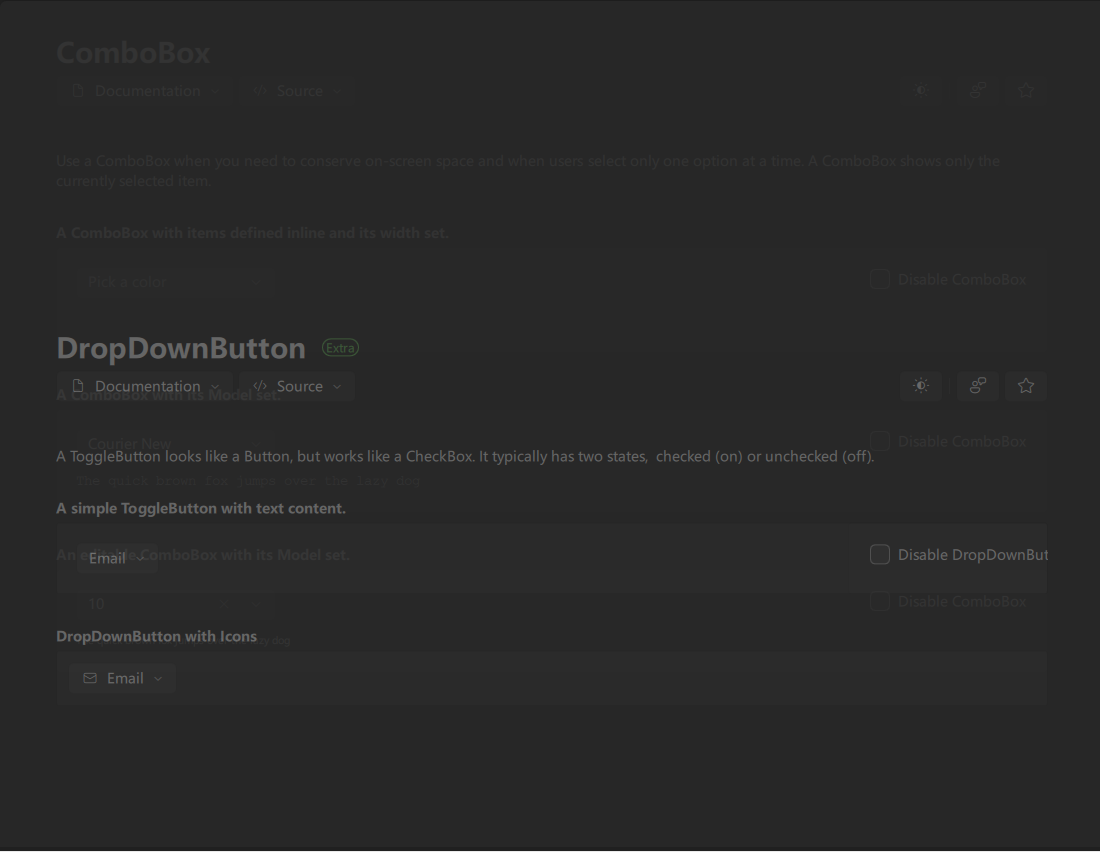 ComboBox
Documentation
Source
Use a ComboBox when you need to conserve on-screen space and when users select only one option at a time. A ComboBox shows only the
currently selected item.
A ComboBox with items defined inline and its width set.
Pick a color
Disable ComboBox
DropDownButton Extra
Documentation
Source
A ComboBox with its Model set.
Courier New
Disable ComboBox
A ToggleButton looks like a Button, but works like a CheckBox. It typically has two states,  checked (on) or unchecked (off).
The quick brown fox jumps over the lazy dog
A simple ToggleButton with text content.
An editable ComboBox with its Model set.
Email
Disable DropDownBut
10
Disable ComboBox
DropDownButton with Icons
dog
Email